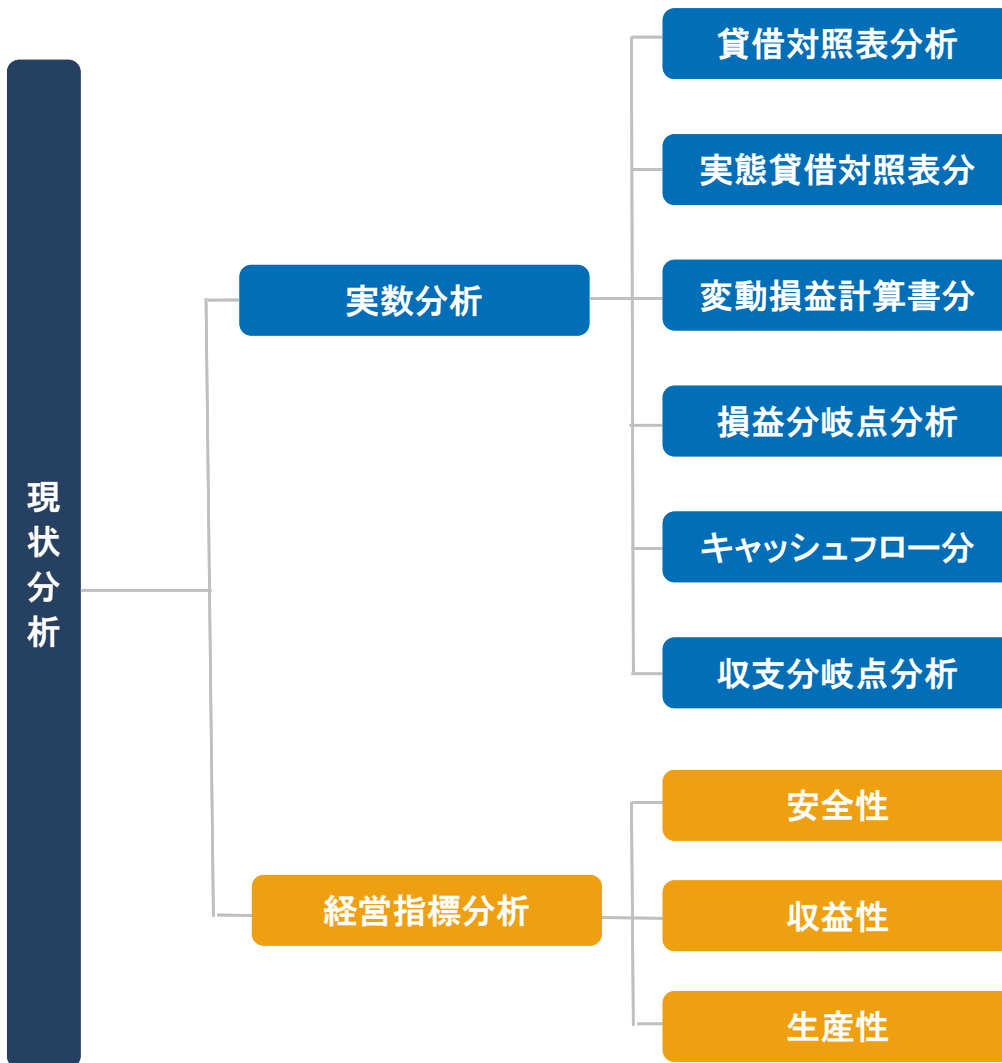 現状分析
実数分析
貸借対照表分析
実態貸借対照表分
変動損益計算書分
損益分岐点分析
キャッシュフロー分
収支分岐点分析
経営指標分析
安全性
収益性
生産性